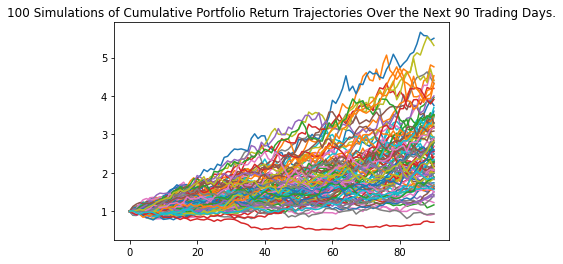 100 Simulations of Cumulative Portfolio Return Trajectories Over the Next 90 Trading Days.
5
4
3
2
1
0 20 40 60 80